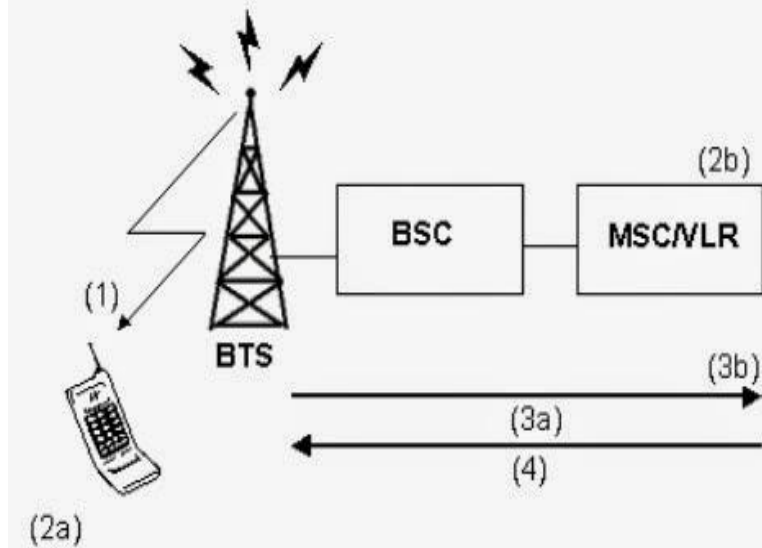 (2b)
BSC
MSC/VLR
(1)
BTS
(3b)
(3a)
(4)
(2a)